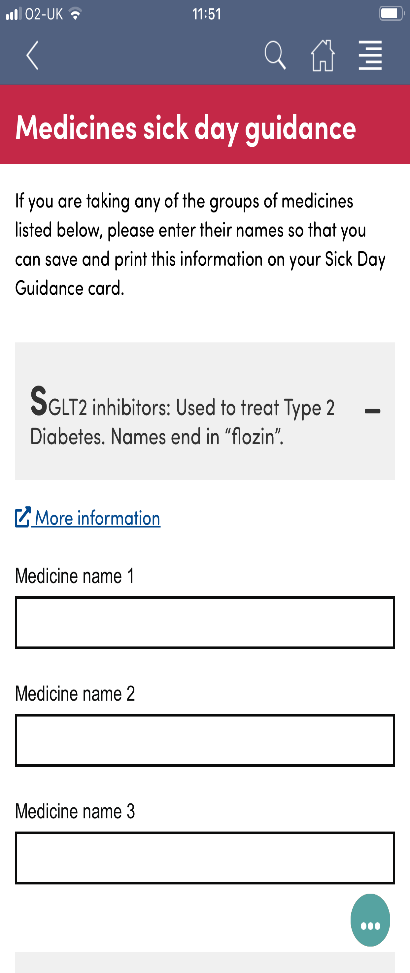 O2-UK 11:51
Medicines sick day guidance
If you are taking any of the groups of medicines
listed below, please enter their names so that you
can save and print this information on your Sick Day
Guidance card.
SGLT2 inhibitors: Used to treat Type 2
Diabetes. Names end in “flozin”.
More information
Medicine name 1
Medicine name 2
Medicine name 3